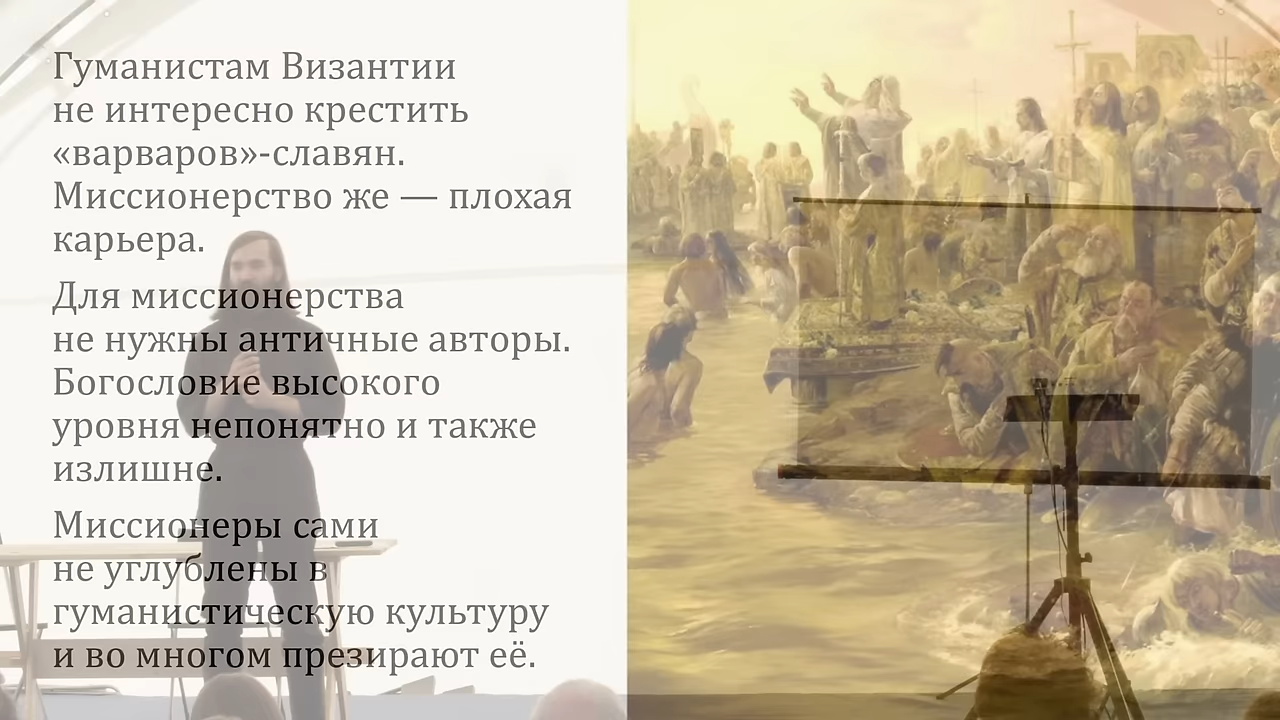 Гуманистам Византии
не интересно крестить
«варваров»-славян.
Миссионерство же — плохая
карьера.
Для миссионерства
не нужны античные авторы.
Богословие высокого
уровня непонятно и также
излишне.
Миссионеры сами
не углублены в
гуманистическую культуру
и во многом презирают её.